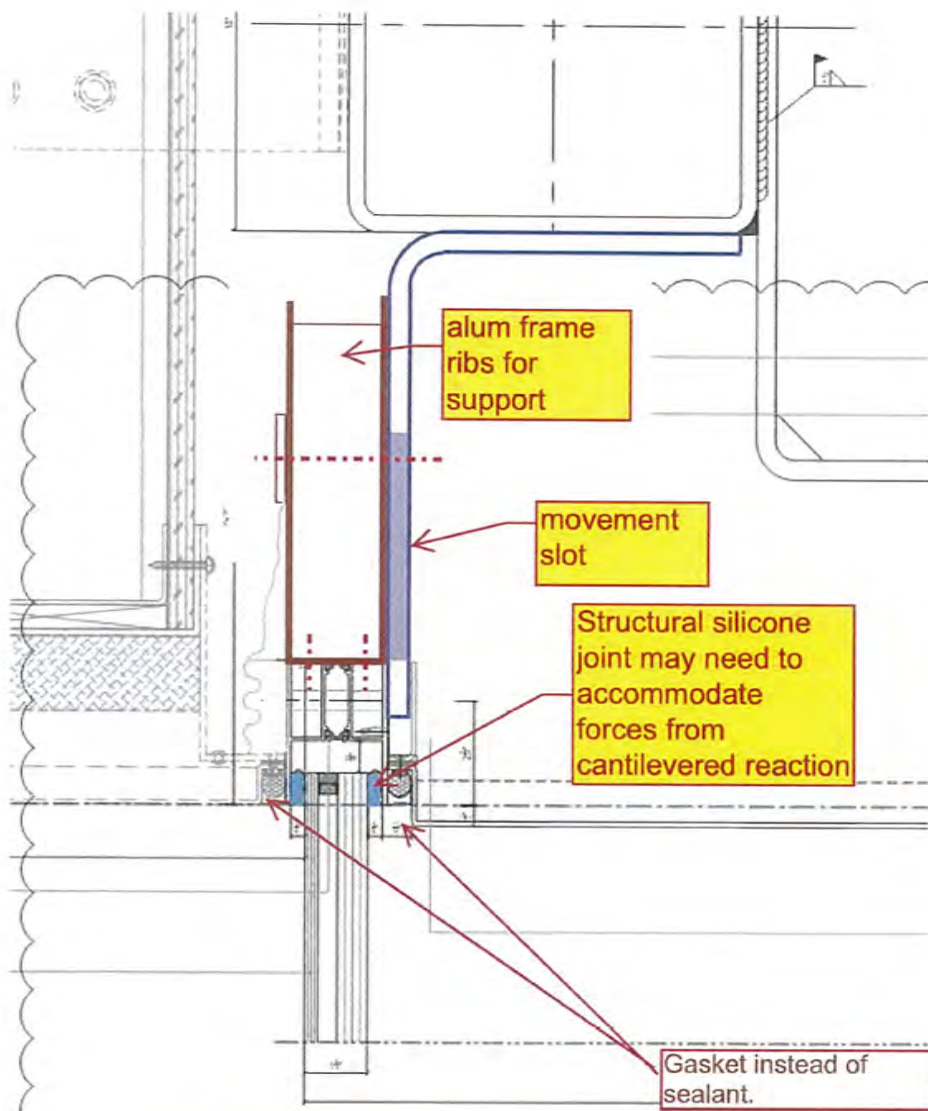 alum frame
ribs for
support
movement
slot
Structural silicone
joint may need to
accommodate
forces from
cantilevered reaction
Gasket instead of
sealant.